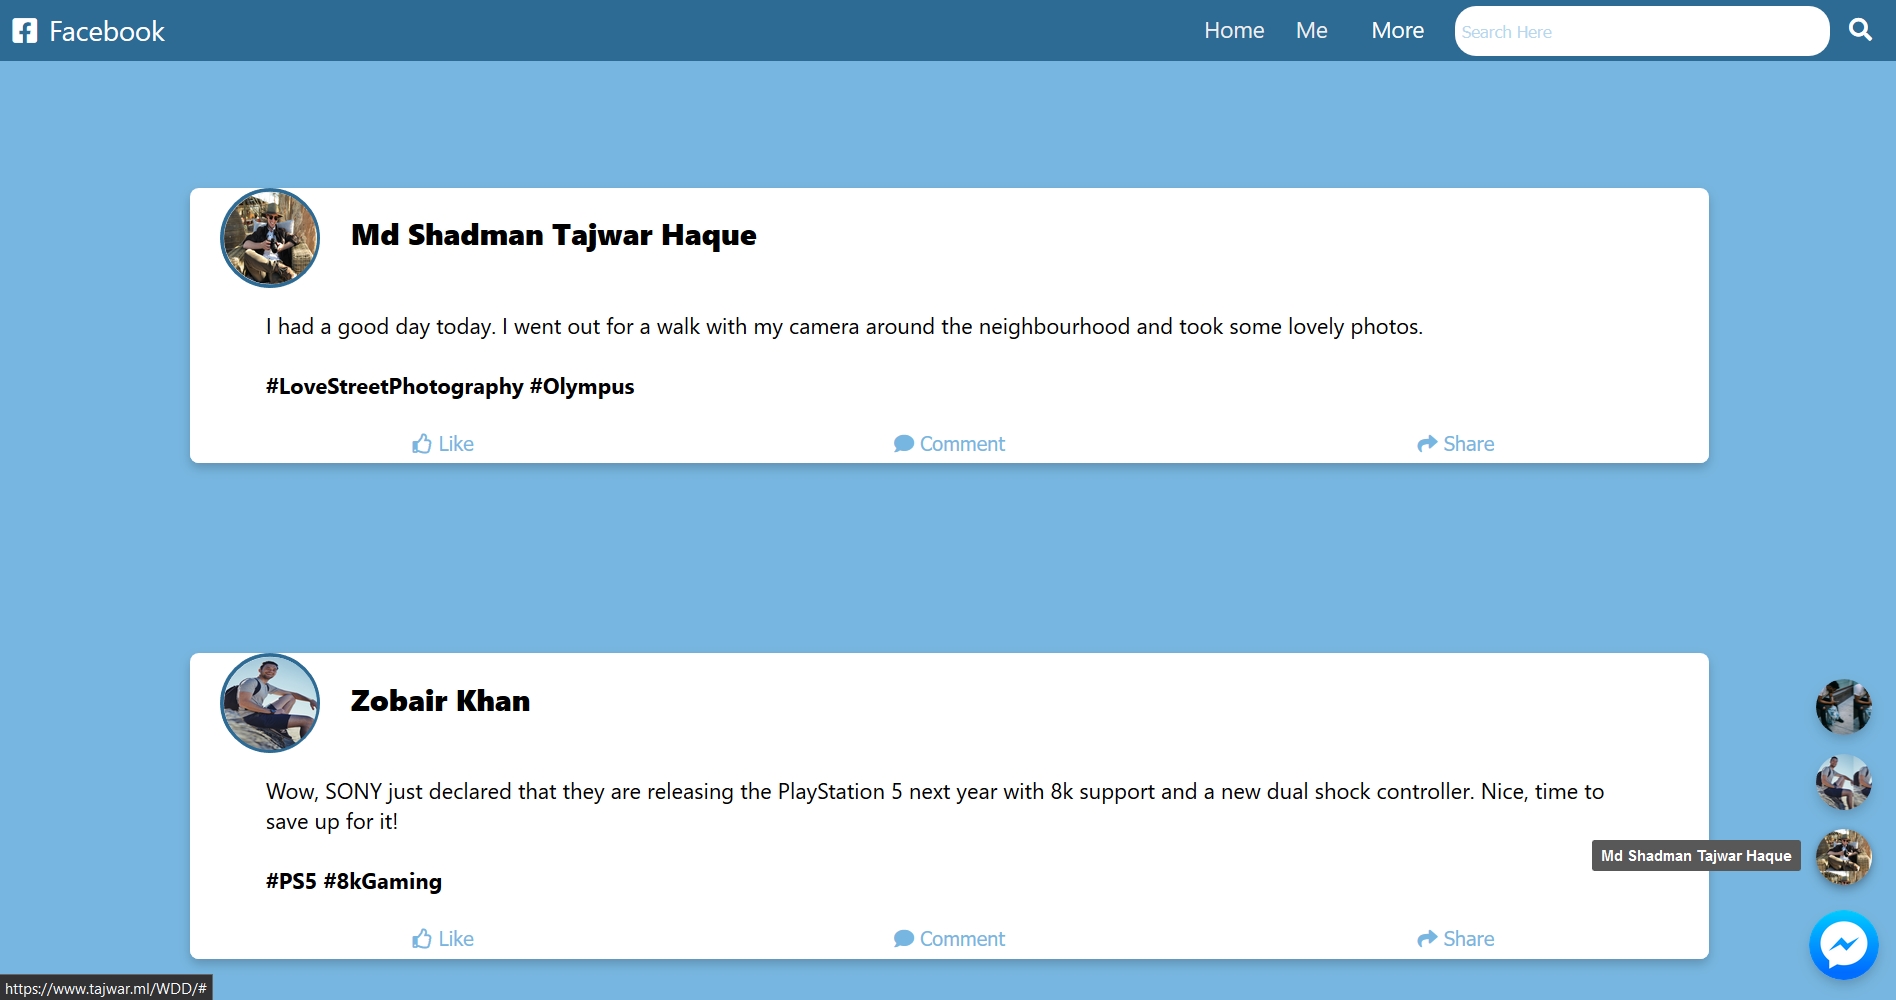 Facebook
Home Me More Search Here
Md Shadman Tajwar Haque
I had a good day today. I went out for a walk with my camera around the neighbourhood and took some lovely photos.
#LoveStreetPhotography #Olympus
Like Comment Share
Zobair Khan
Wow, SONY just declared that they are releasing the PlayStation 5 next year with 8k support and a new dual shock controller. Nice, time to
save up for it!
#PS5 #8kGaming
Like Comment Share
Md Shadman Tajwar Haque
https://www.tajwar.ml/WDD/#